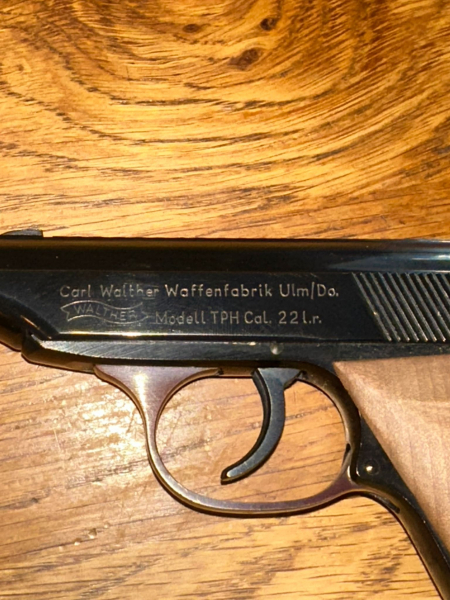 Carl Walther Waffenfabrik Ulm/Do.
WALTHER Modell TPH Cal. 22 l.r.